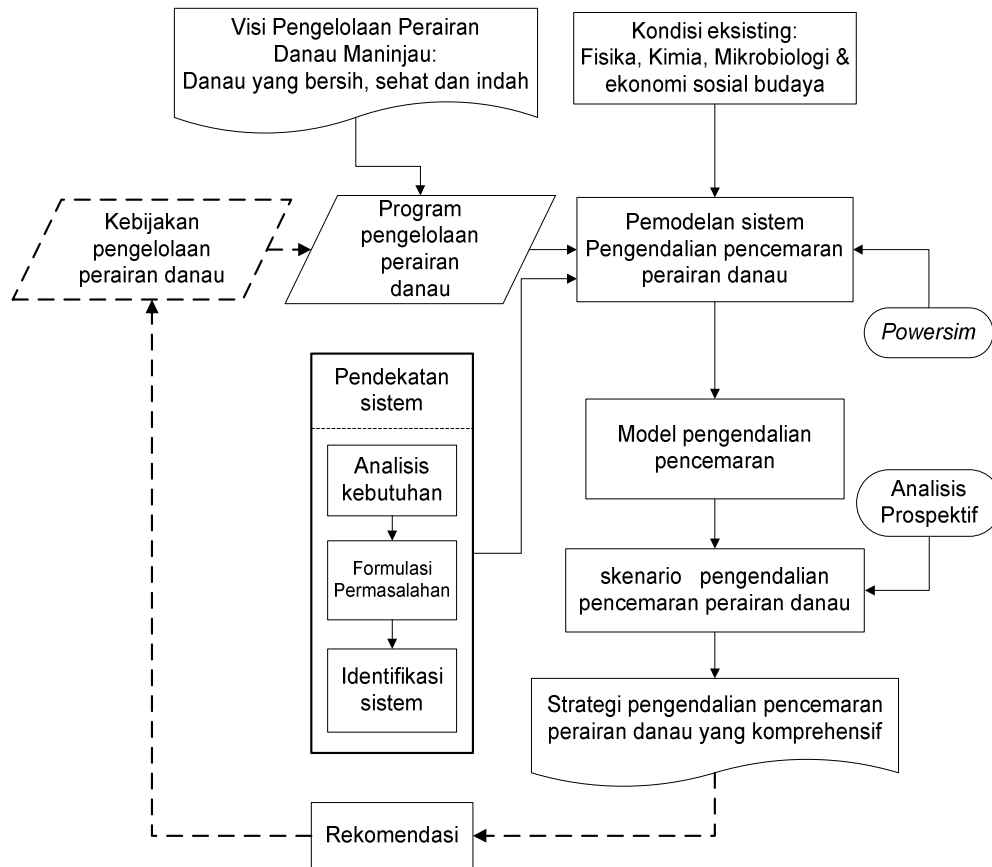 Visi Pengelolaan Perairan
Danau Maninjau:
Danau yang bersih, sehat dan indah
Kondisi eksisting:
Fisika, Kimia, Mikrobiologi &
ekonomi sosial budaya
Kebijakan
pengelolaan
perairan danau
Program
pengelolaan
perairan
danau
Pemodelan sistem
Pengendalian pencemaran
perairan danau
Powersim
Pendekatan
sistem
Analisis
kebutuhan
Formulasi
Permasalahan
Identifikasi
sistem
Model pengendalian
pencemaran
Analisis
Prospektif
skenario pengendalian
pencemaran perairan danau
Strategi pengendalian pencemaran
perairan danau yang komprehensif
Rekomendasi